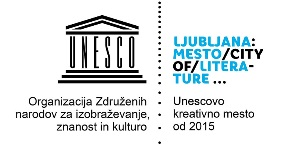 UNESCO
Organizacija Združenih
narodov za izobraževanje,
znanost in kulturo
LJUBLJANA:
MESTO/CITY
OF/LITERA-
TURE ...
Unescovo
kreativno mesto
od 2015